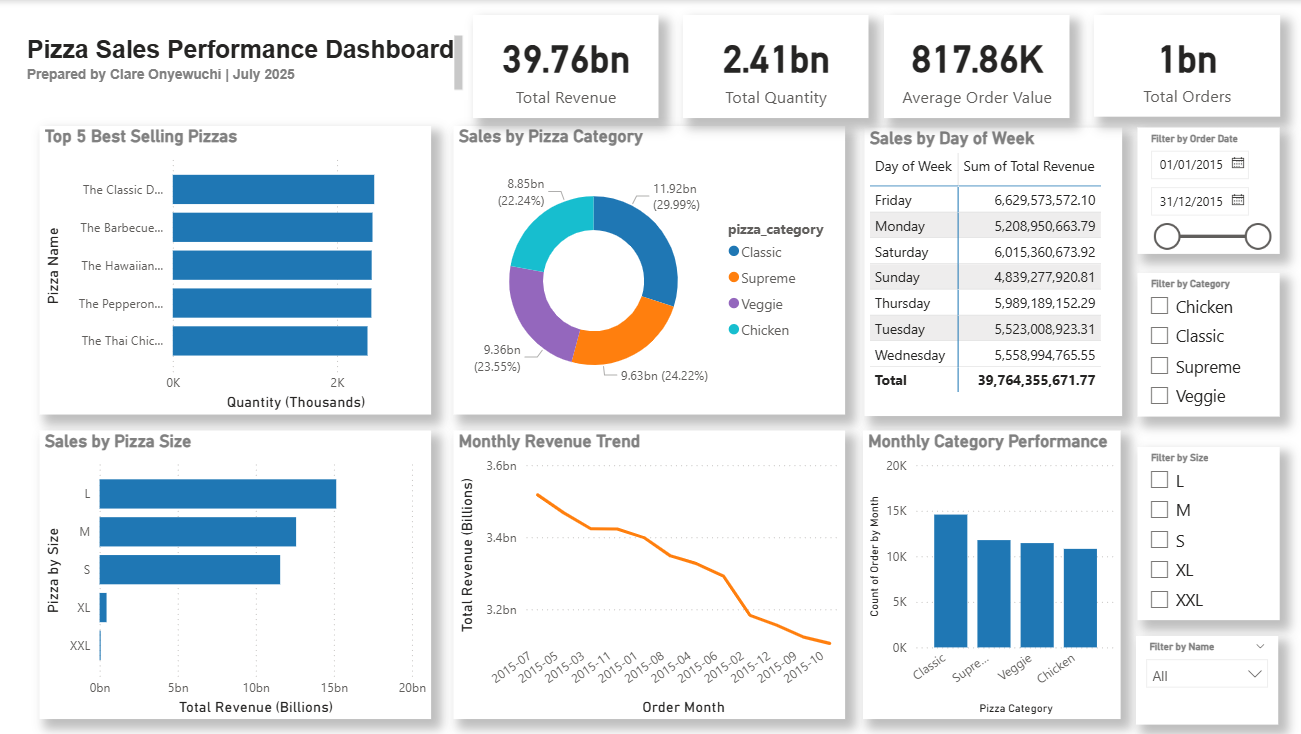 Pizza Sales Performance Dashboard
Prepared by Clare Onyewuchi | July 2025
39.76bn
Total Revenue
2.41bn
Total Quantity
817.86K
Average Order Value
1bn
Total Orders
Top 5 Best Selling Pizzas
Pizza Name
The Classic D...
The Barbecue...
The Hawaiian...
The Pepperon...
The Thai Chic...
0K
2K
Quantity (Thousands)
Sales by Pizza Category
8.85bn
(22.24%)
11.92bn
(29.99%)
9.36bn
(23.55%)
9.63bn (24.22%)
pizza_category
Classic
Supreme
Veggie
Chicken
Sales by Day of Week
Day of Week Sum of Total Revenue
Friday 6,629,573,572.10
Monday 5,208,950,663.79
Saturday 6,015,360,673.92
Sunday 4,839,277,920.81
Thursday 5,989,189,152.29
Tuesday 5,523,008,923.31
Wednesday 5,558,994,765.55
Total 39,764,355,671.77
Filter by Order Date
01/01/2015
31/12/2015
Filter by Category
Chicken
Classic
Supreme
Veggie
Sales by Pizza Size
Pizza by Size
L
M
S
XL
XXL
0bn
5bn
10bn
15bn
20bn
Total Revenue (Billions)
Monthly Revenue Trend
Total Revenue (Billions)
3.6bn
3.4bn
3.2bn
2015-07
2015-05
2015-03
2015-11
2015-01
2015-08
2015-04
2015-06
2015-02
2015-12
2015-09
2015-10
Order Month
Monthly Category Performance
Count of Order by Month
20K
15K
10K
5K
0K
Classic
Supre...
Veggie
Chicken
Pizza Category
Filter by Size
L
M
S
XL
XXL
Filter by Name
All